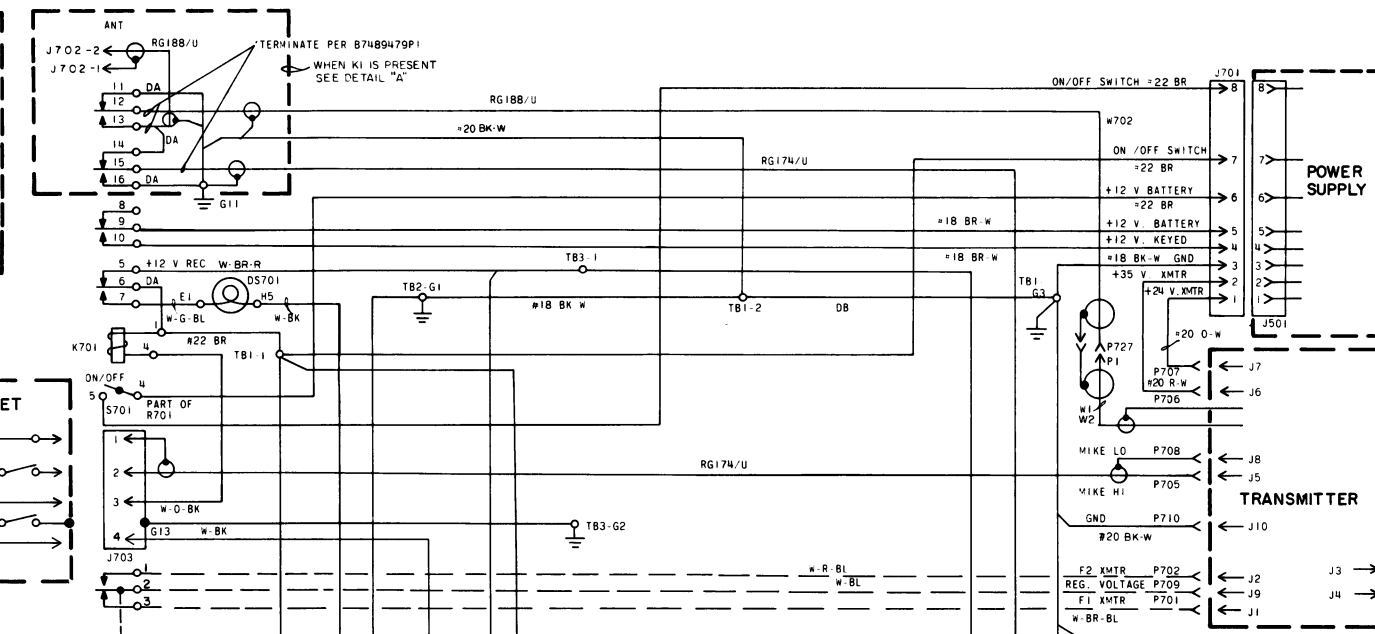 ANT
J702-2
RG188/U
J702-1
TERMINATE PER B7489479P1
WHEN K1 IS PRESENT
SEE DETAIL "A"
11 DA
12
13
14
DA
15
16 DA
G11
RG188/U
#20 BK-W
RG174/U
ON/OFF SWITCH #22 BR
J701
W702
ON /OFF SWITCH
#22 BR
+12 V BATTERY
#22 BR
#18 BR-W
+12 V. BATTERY
+12 V. KEYED
#18 BR-W
#18 BK-W GND
+35 V. XMTR
+24 V.XMTR
8
7
6
5
4
3
2
1
8
7
6
5
4
3
2
1
J501
POWER
SUPPLY
8
9
10
5 +12 V REC W-BR-R
6 DA
7
E1
DS701
H5
W-G-BL
W-BK
TB3-1
TB2-G1
#18 BK W
TB1-2
DB
TB1
G3
K701
1
#22 BR
4
TB1-1
ON/OFF
5
4
S701
PART OF
R701
ET
P727
P1
W1
W2
#20 O-W
P707
#20 R-W
P706
J7
J6
1
2
3
4
W-O-BK
G13
W-BK
J703
RG174/U
TB3-G2
MIKE LO P708
MIKE HI P705
J8
J5
TRANSMITTER
GND P710
#20 BK-W
J10
1
2
3
W-R-BL
W-BL
F2 XMTR P702
REG. VOLTAGE P709
F1 XMTR P701
W-BR-BL
J2
J9
J1
J3
J4